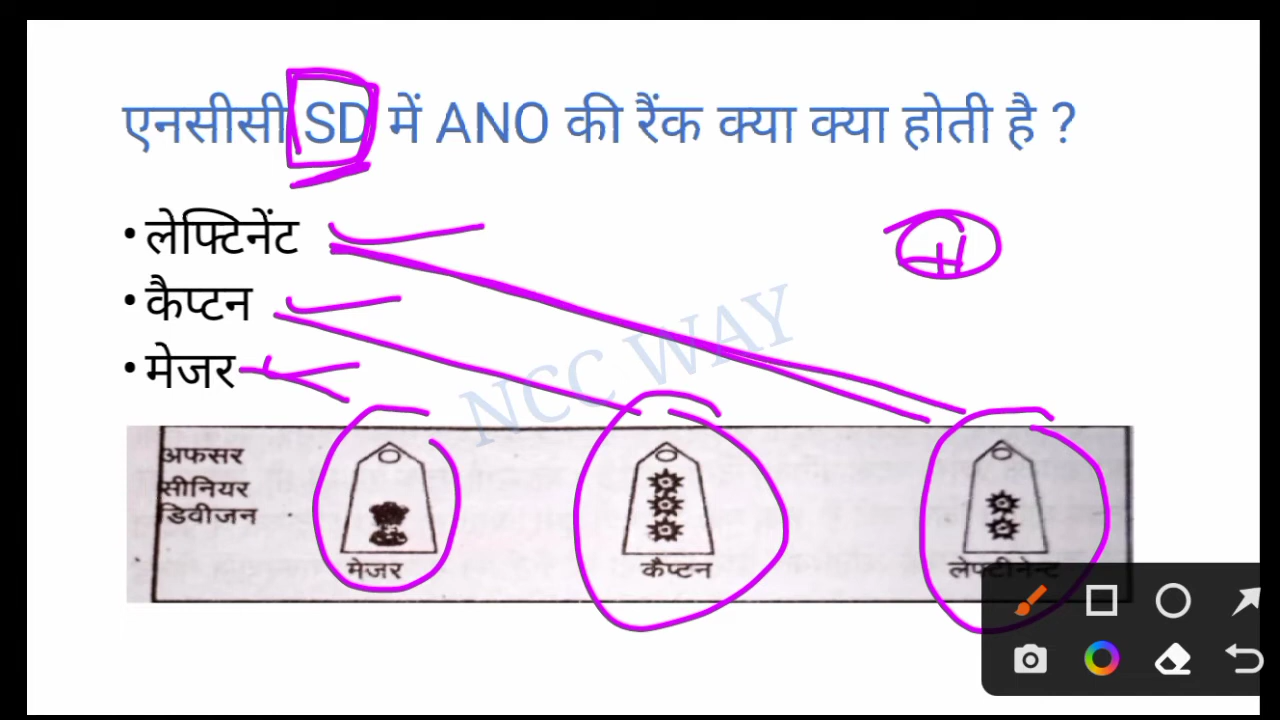 एनसीसी SD में ANO की रैंक क्या क्या होती है ?
• लेफ्टिनेंट
• कैप्टन
• मेजर
NCC WAY
अफसर
सीनियर
डिवीजन
मेजर
कैप्टन
लेफ्टीनेन्ट